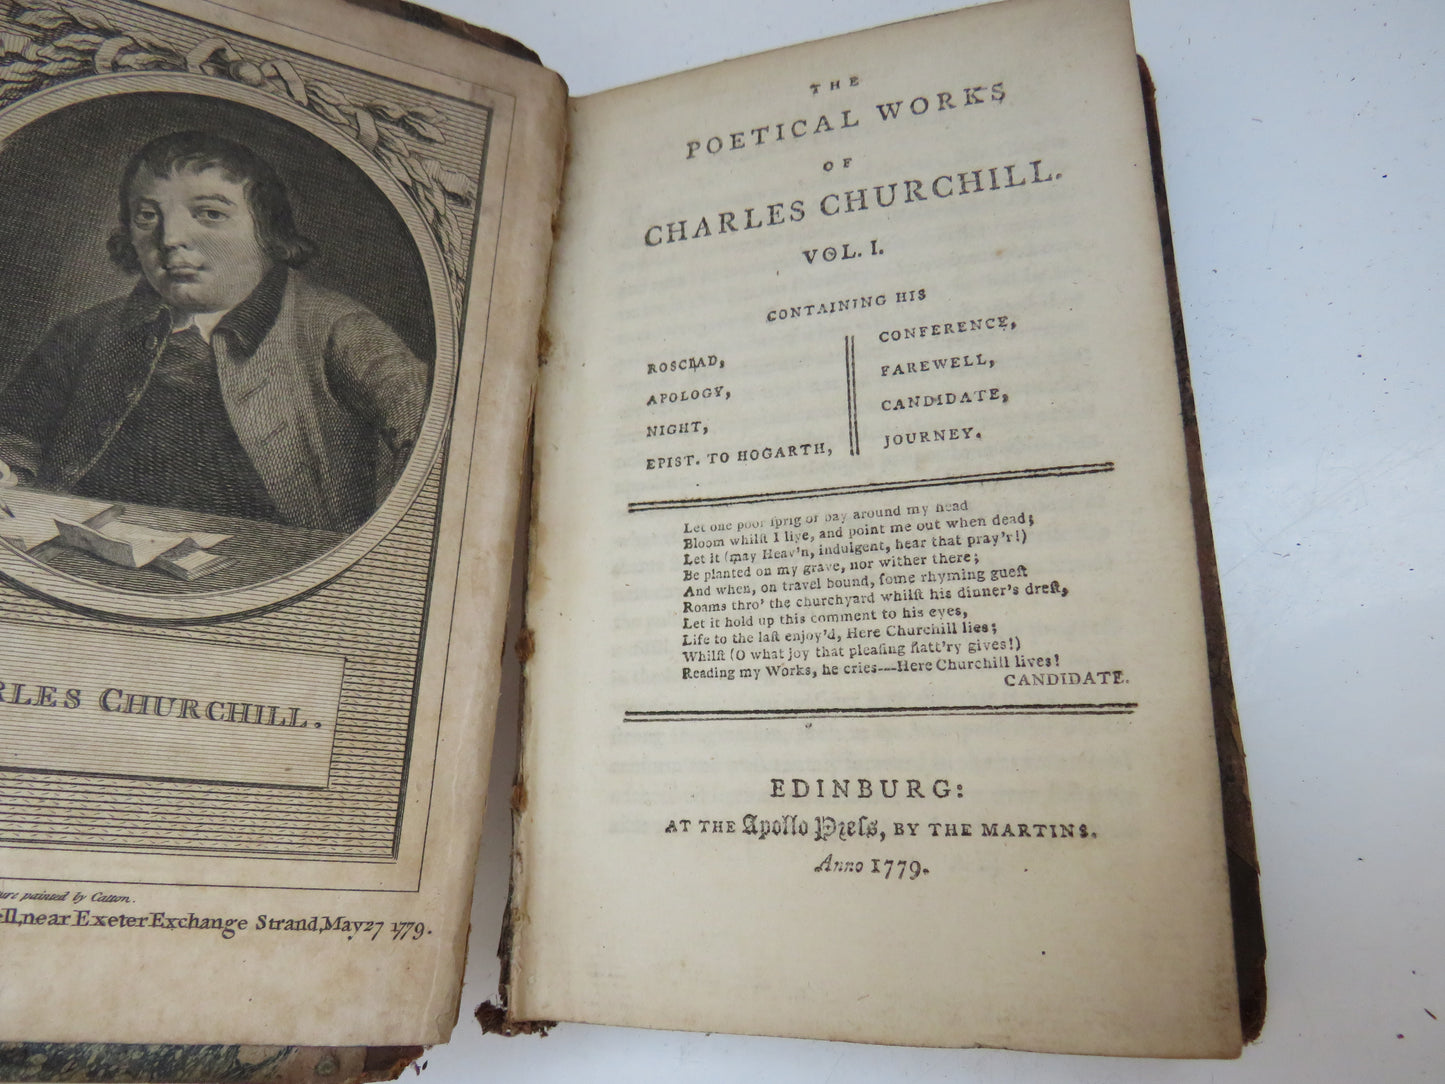 RLES CHURCHILL.
ure painted by Catton.
ell, near Exeter Exchange Strand, May 27 1779.
THE
POETICAL WORKS
OF
CHARLES CHURCHILL.
VOL. I.
CONTAINING HIS
ROSCIAD,
APOLOGY,
NIGHT,
EPIST. TO HOGARTH,
CONFERENCE,
FAREWELL,
CANDIDATE,
JOURNEY.
Let one poor ſprig of bay around my head
Bloom whilſt I live, and point me out when dead;
Let it (may Heav'n, indulgent, hear that pray'r!)
Be planted on my grave, nor wither there;
And when, on travel bound, ſome rhyming gueſt
Roams thro' the churchyard whilſt his dinner's dreſt,
Let it hold up this comment to his eyes,
Life to the laſt enjoy'd, Here Churchill lies;
Whilſt (O what joy that pleaſing flatt'ry gives!)
Reading my Works, he cries---Here Churchill lives!
CANDIDATE.
EDINBURG:
AT THE Apollo Preſs, BY THE MARTINS.
Anno 1779.